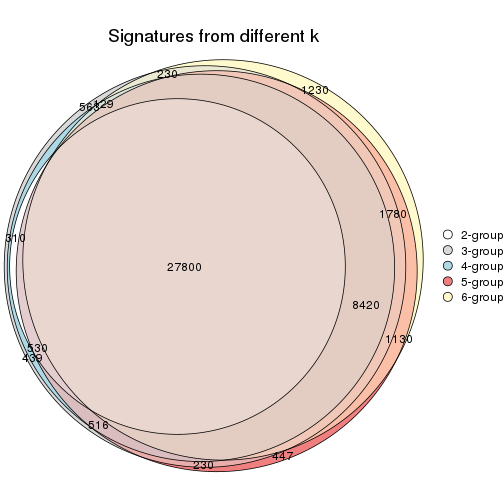 Signatures from different k
230
1230
563
129
1780
310
2-group
3-group
4-group
5-group
6-group
27800
8420
1130
530
439
516
447
230